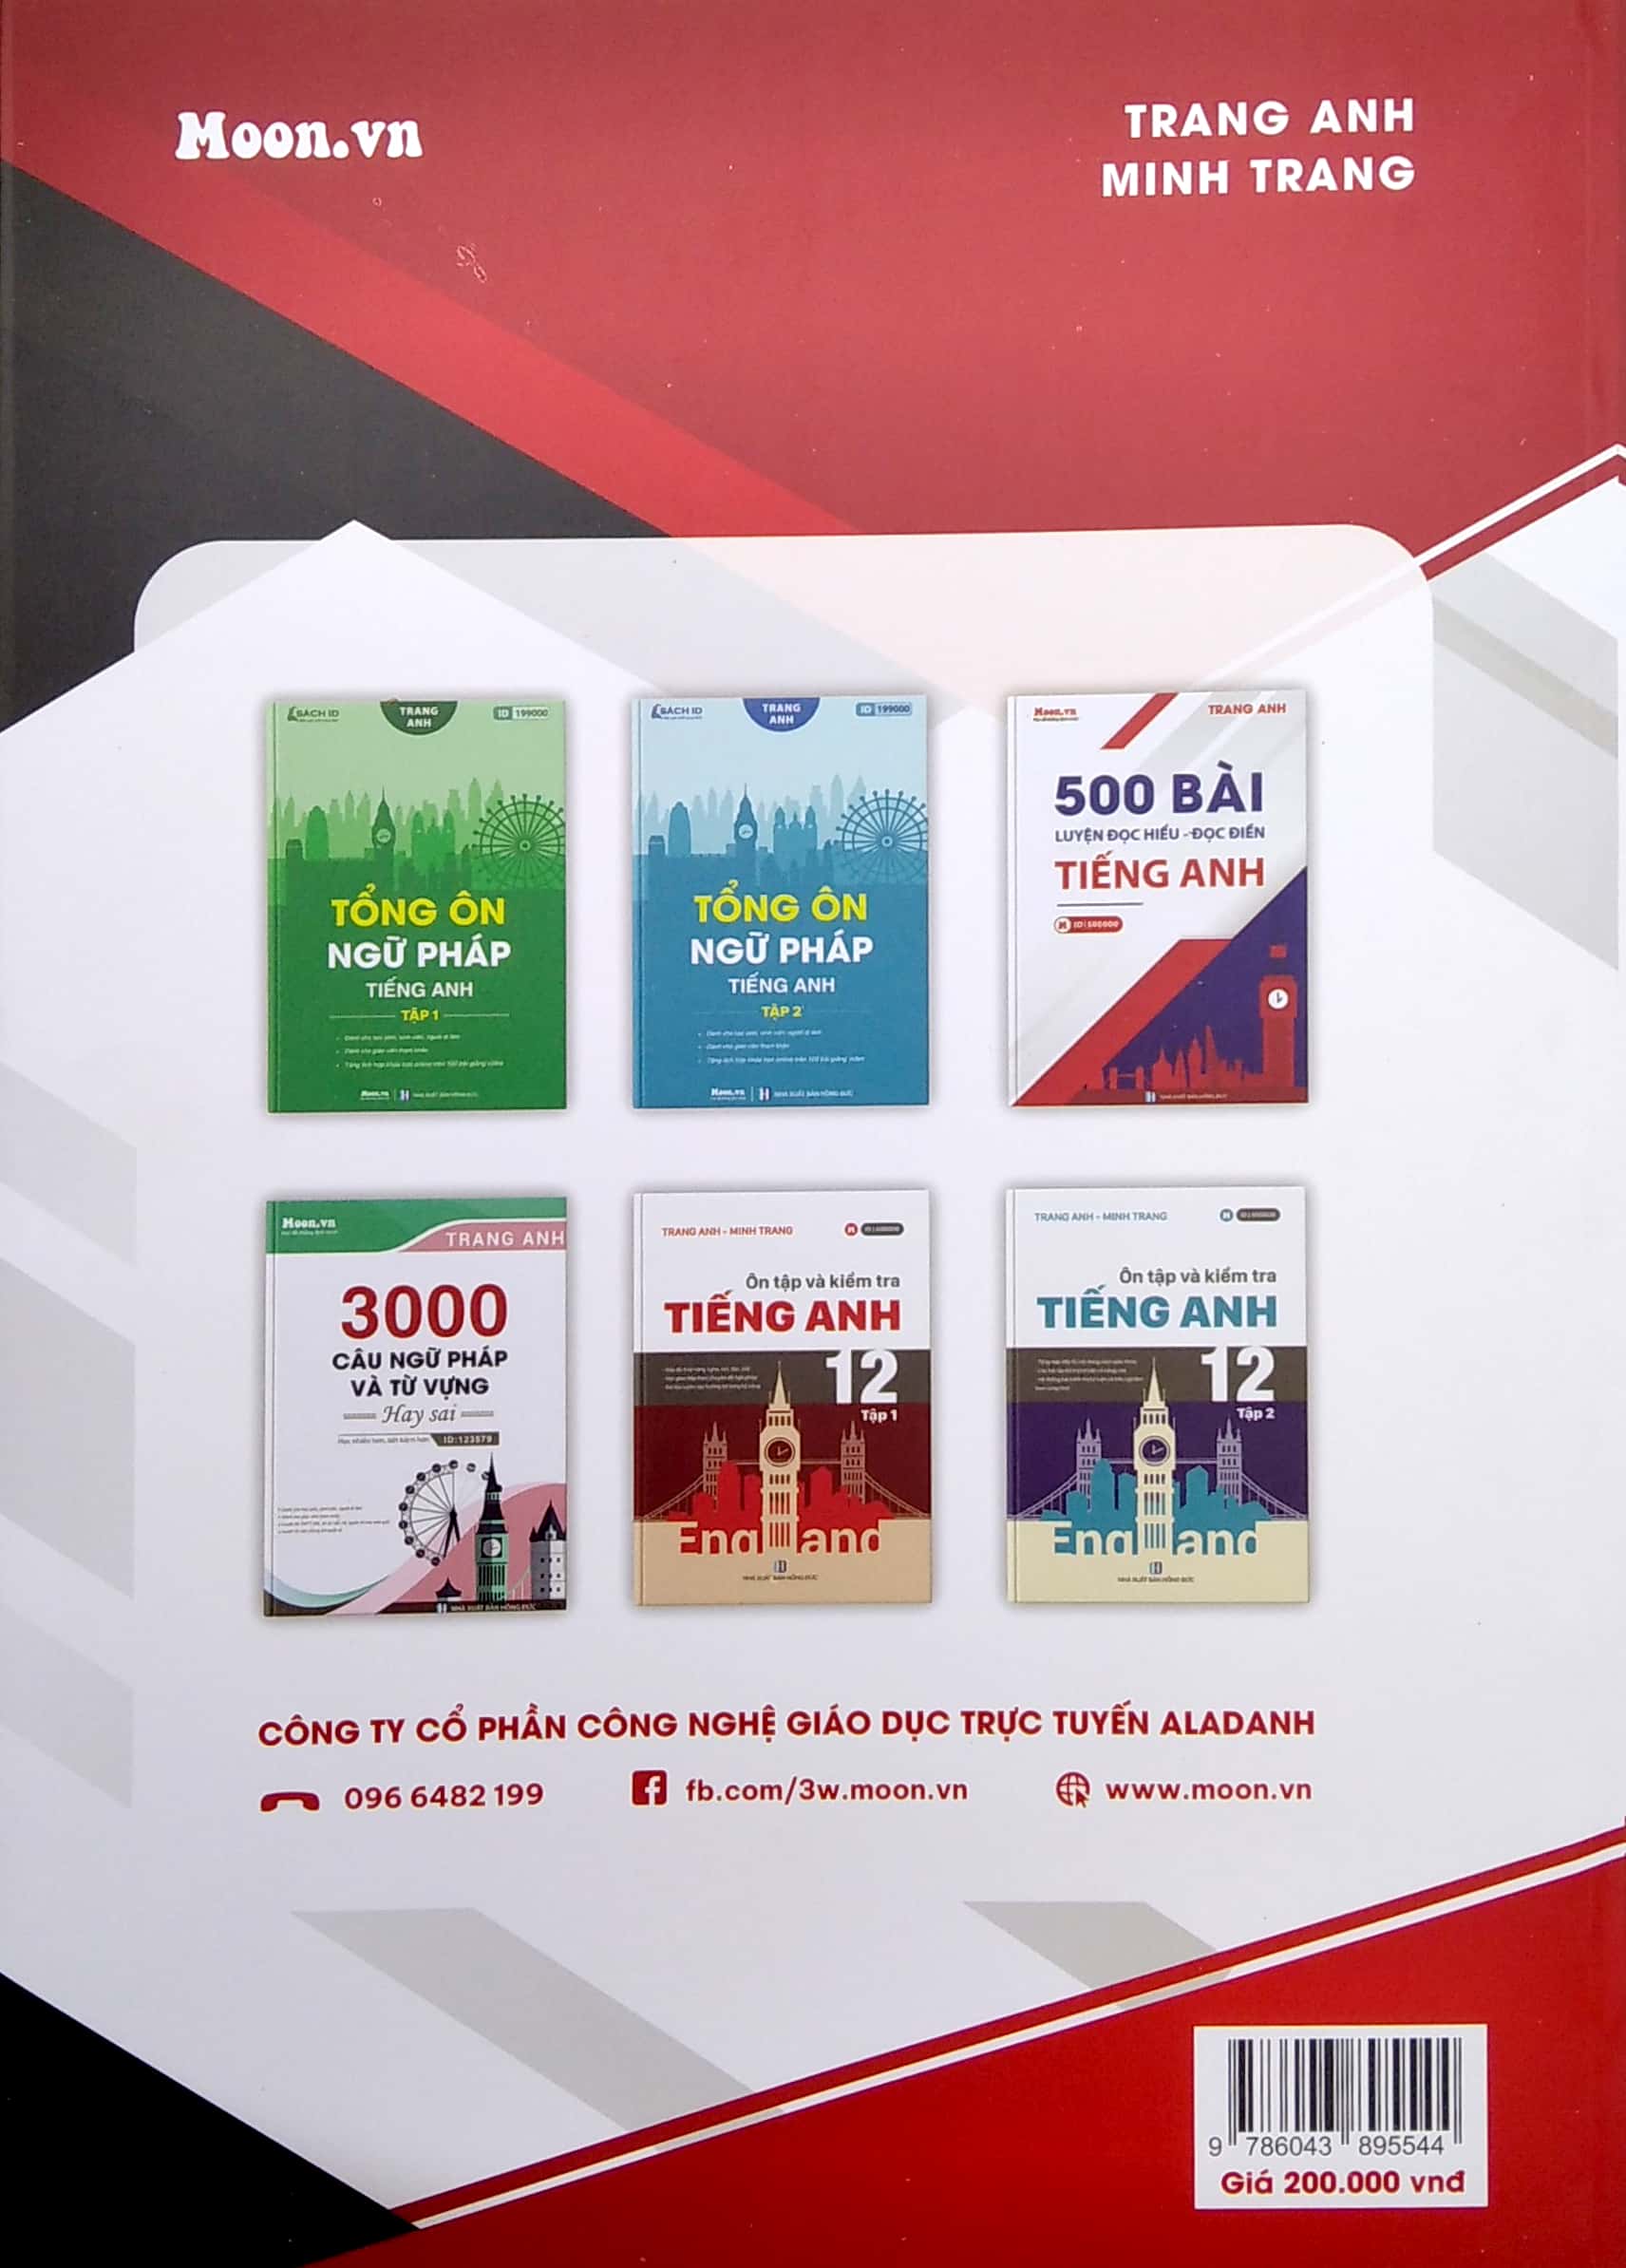 Moon.vn
TRANG ANH
MINH TRANG
SÁCH ID
TRANG
ANH
ID 199000
TỔNG ÔN
NGỮ PHÁP
TIẾNG ANH
TẬP 1
Moon.vn
NHÀ XUẤT BẢN HỒNG ĐỨC
SÁCH ID
TRANG
ANH
ID 199000
TỔNG ÔN
NGỮ PHÁP
TIẾNG ANH
TẬP 2
Moon.vn
NHÀ XUẤT BẢN HỒNG ĐỨC
Moon.vn
TRANG ANH
500 BÀI
LUYỆN ĐỌC HIỂU - ĐỌC ĐIỀN
TIẾNG ANH
ID 500000
NHÀ XUẤT BẢN HỒNG ĐỨC
Moon.vn
TRANG ANH
3000
CÂU NGỮ PHÁP
VÀ TỪ VỰNG
Hay sai
ID:123579
NHÀ XUẤT BẢN HỒNG ĐỨC
TRANG ANH - MINH TRANG
Ôn tập và kiểm tra
TIẾNG ANH
12
Tập 1
England
NHÀ XUẤT BẢN HỒNG ĐỨC
TRANG ANH - MINH TRANG
Ôn tập và kiểm tra
TIẾNG ANH
12
Tập 2
England
NHÀ XUẤT BẢN HỒNG ĐỨC
CÔNG TY CỔ PHẦN CÔNG NGHỆ GIÁO DỤC TRỰC TUYẾN ALADANH
096 6482 199
fb.com/3w.moon.vn
www.moon.vn
9 786043 895544
Giá 200.000 vnđ